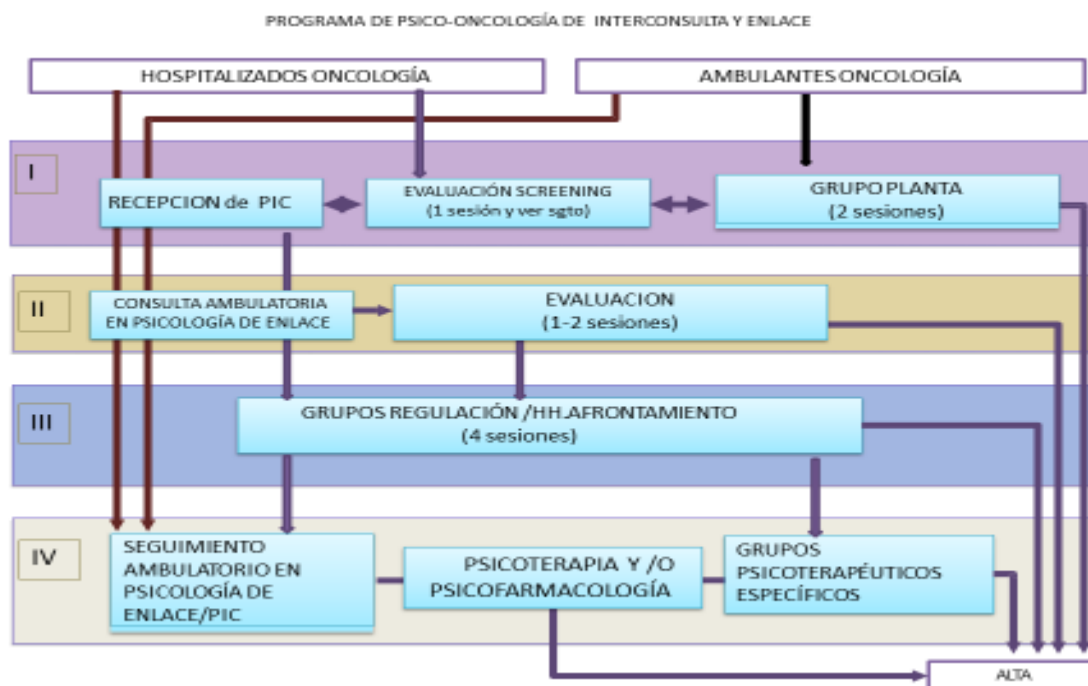 PROGRAMA DE PSICO-ONCOLOGÍA DE INTERCONSULTA Y ENLACE
HOSPITALIZADOS ONCOLOGÍA
AMBULANTES ONCOLOGÍA
I
RECEPCION de PIC
EVALUACIÓN SCREENING
(1 sesión y ver sgto)
GRUPO PLANTA
(2 sesiones)
II
CONSULTA AMBULATORIA
EN PSICOLOGÍA DE ENLACE
EVALUACION
(1-2 sesiones)
III
GRUPOS REGULACIÓN /HH.AFRONTAMIENTO
(4 sesiones)
IV
SEGUIMIENTO
AMBULATORIO EN
PSICOLOGÍA DE
ENLACE/PIC
PSICOTERAPIA Y /O
PSICOFARMACOLOGÍA
GRUPOS
PSICOTERAPÉUTICOS
ESPECÍFICOS
ALTA